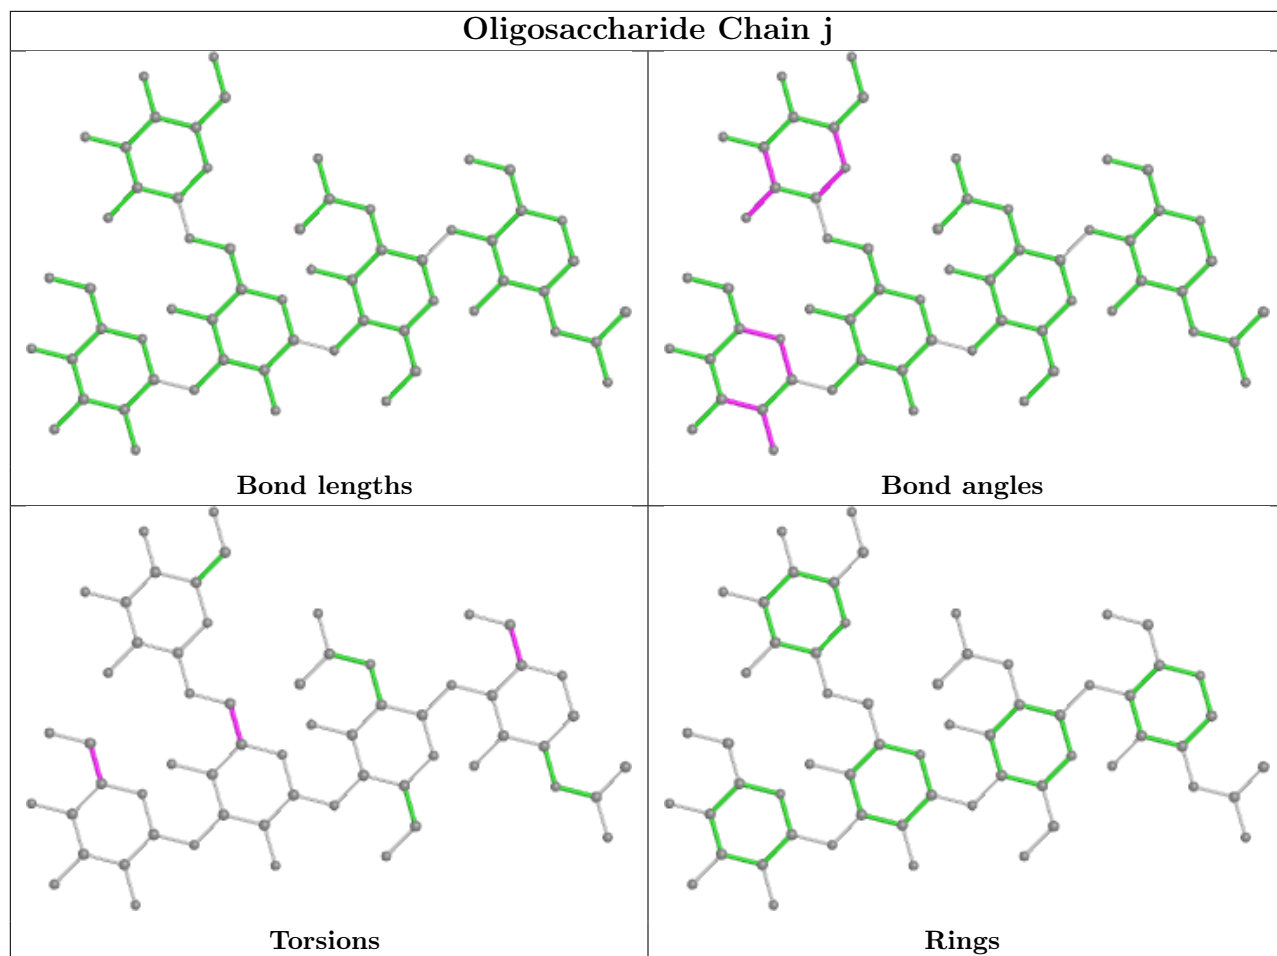 Oligosaccharide Chain j
Bond lengths
Bond angles
Torsions
Rings